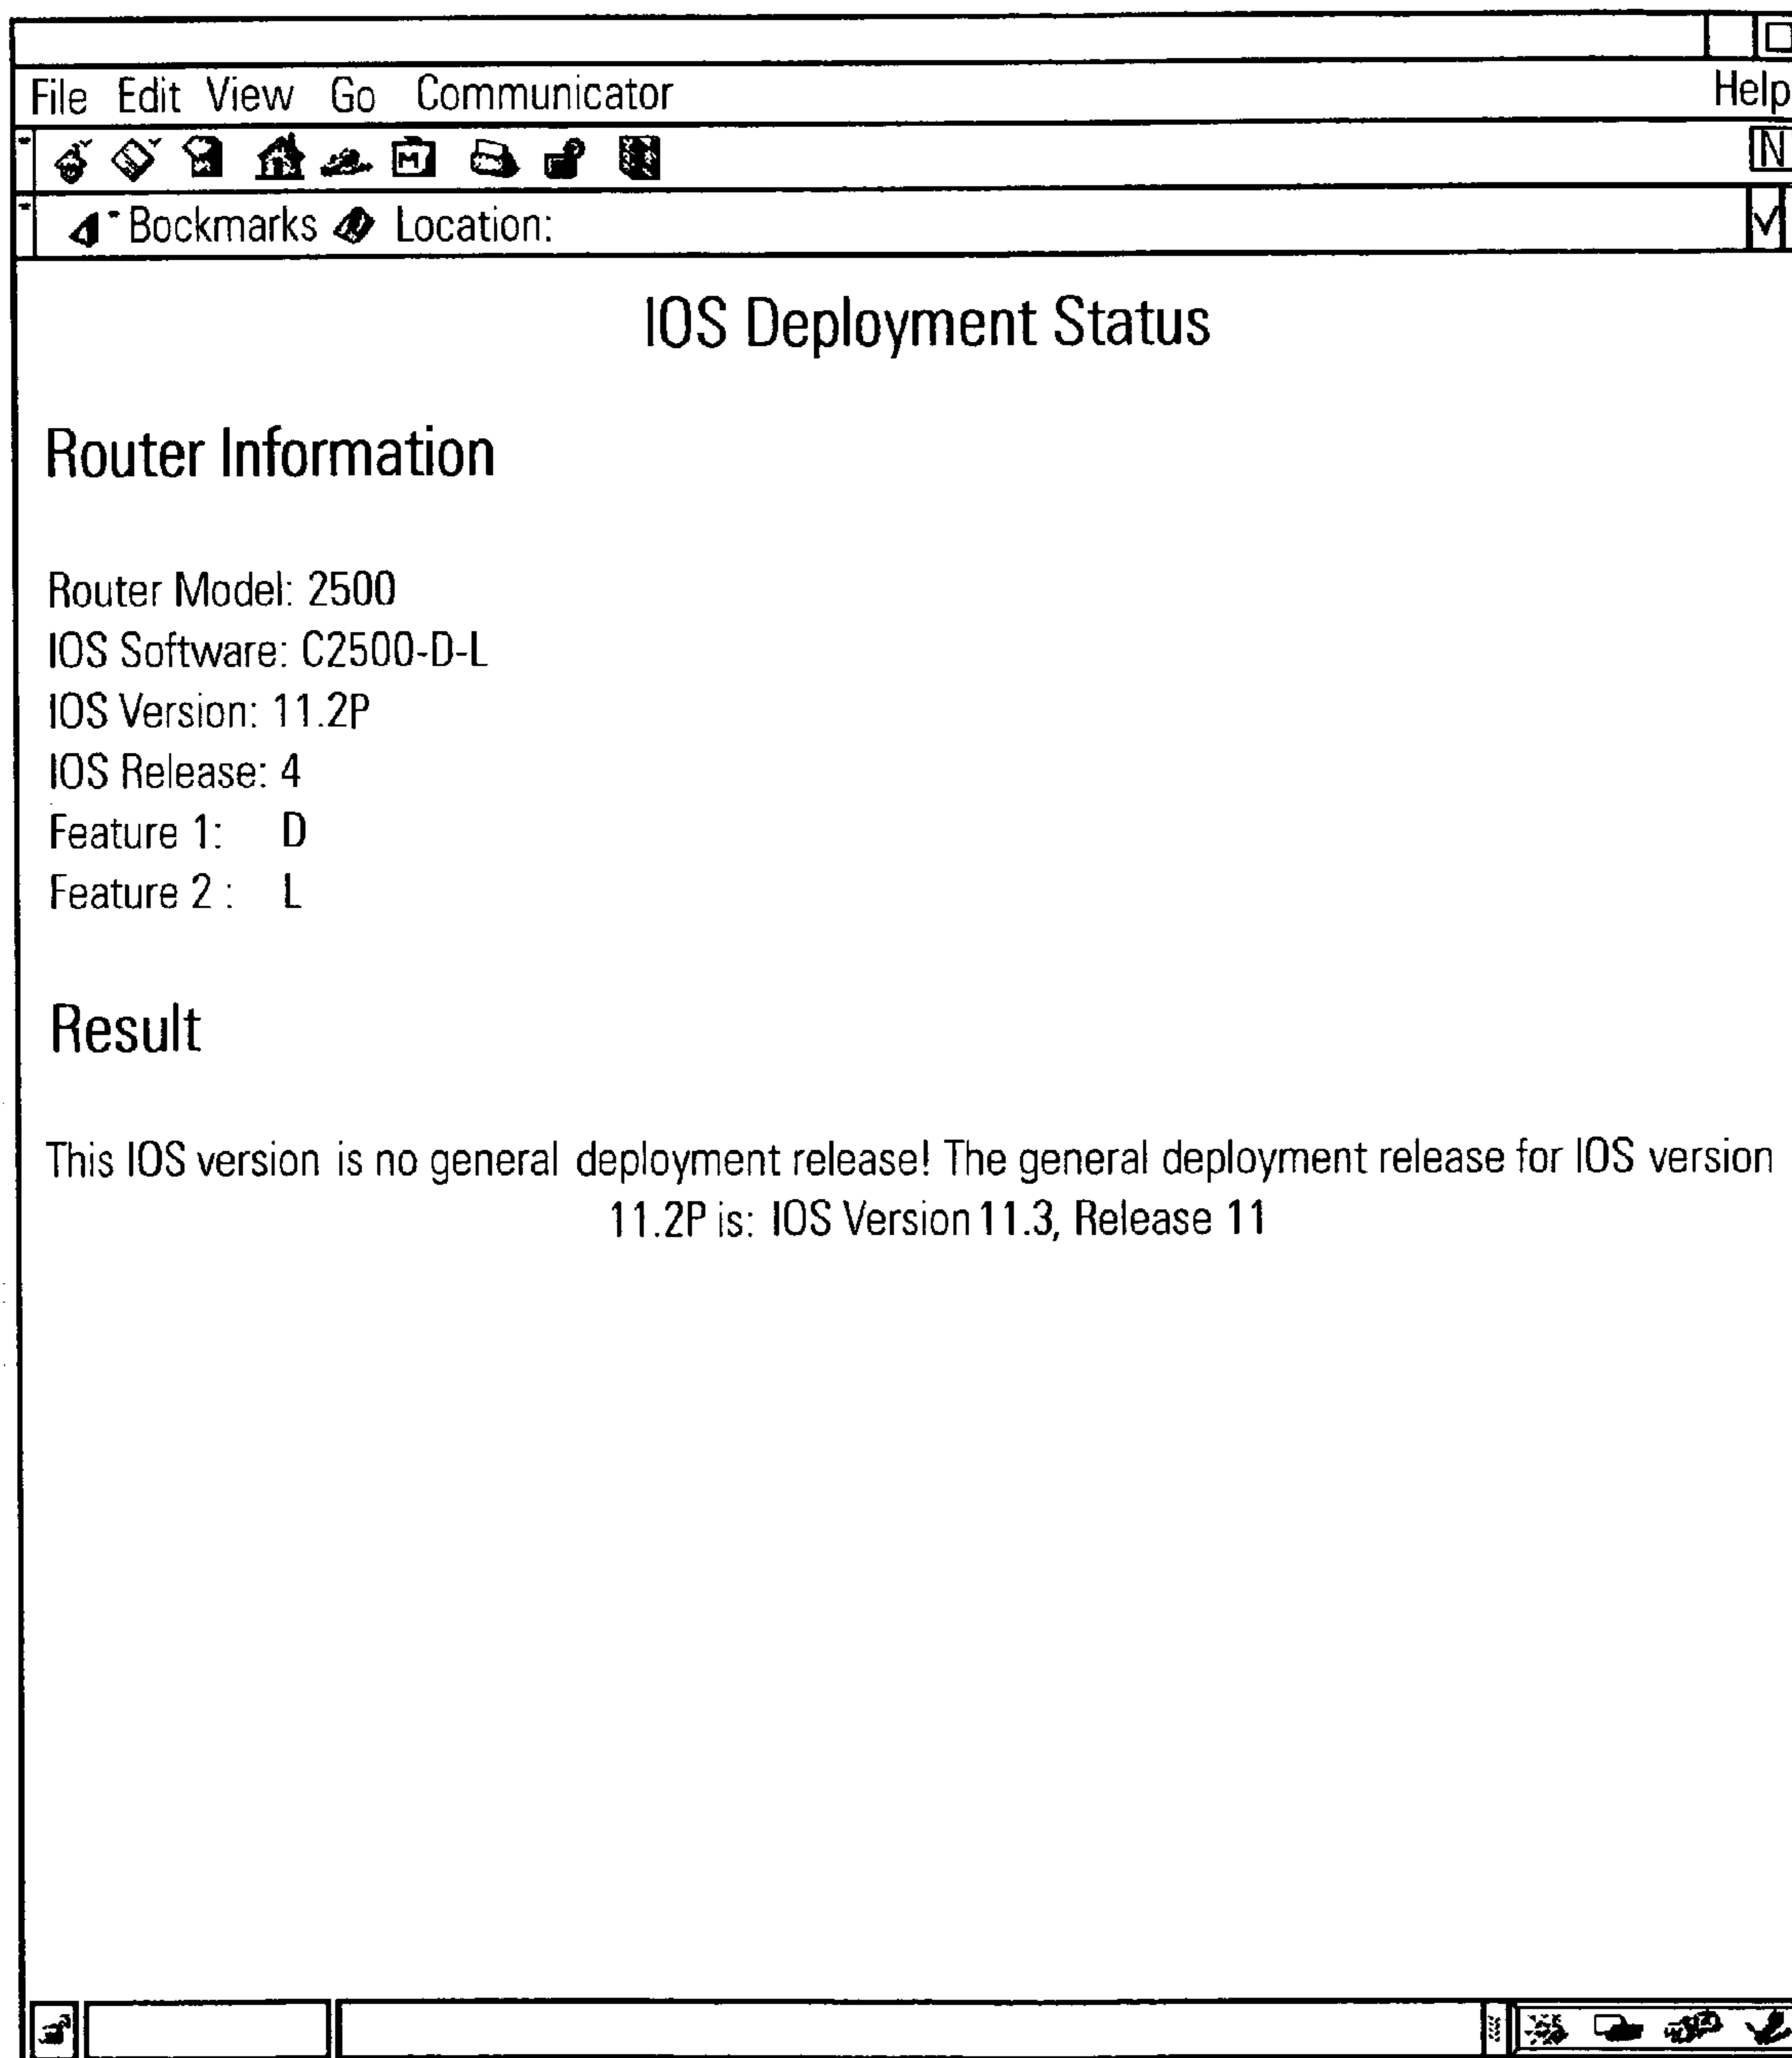 File Edit View Go Communicator Help
N
Bockmarks Location:
IOS Deployment Status
Router Information
Router Model: 2500
IOS Software: C2500-D-L
IOS Version: 11.2P
IOS Release: 4
Feature 1: D
Feature 2 : L
Result
This IOS version is no general deployment release! The general deployment release for IOS version
11.2P is: IOS Version 11.3, Release 11